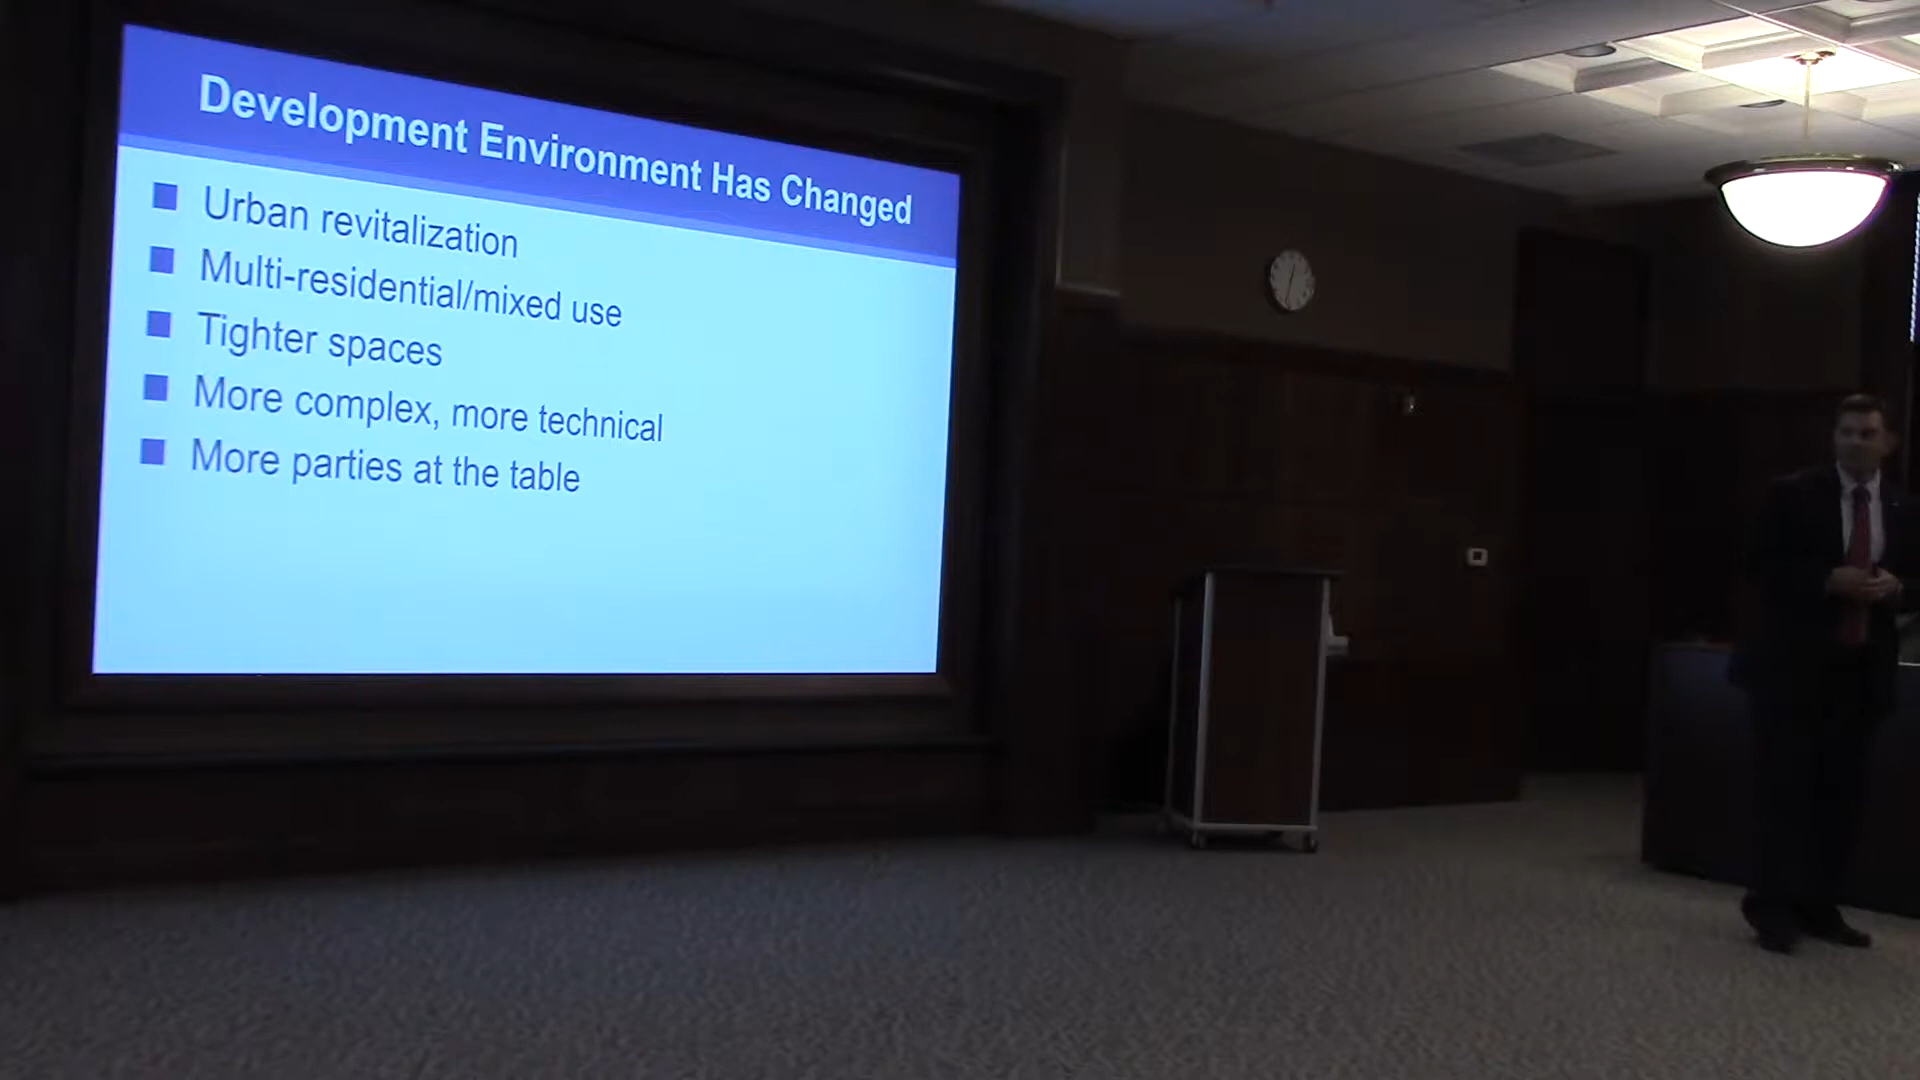 Development Environment Has Changed
Urban revitalization
Multi-residential/mixed use
Tighter spaces
More complex, more technical
More parties at the table